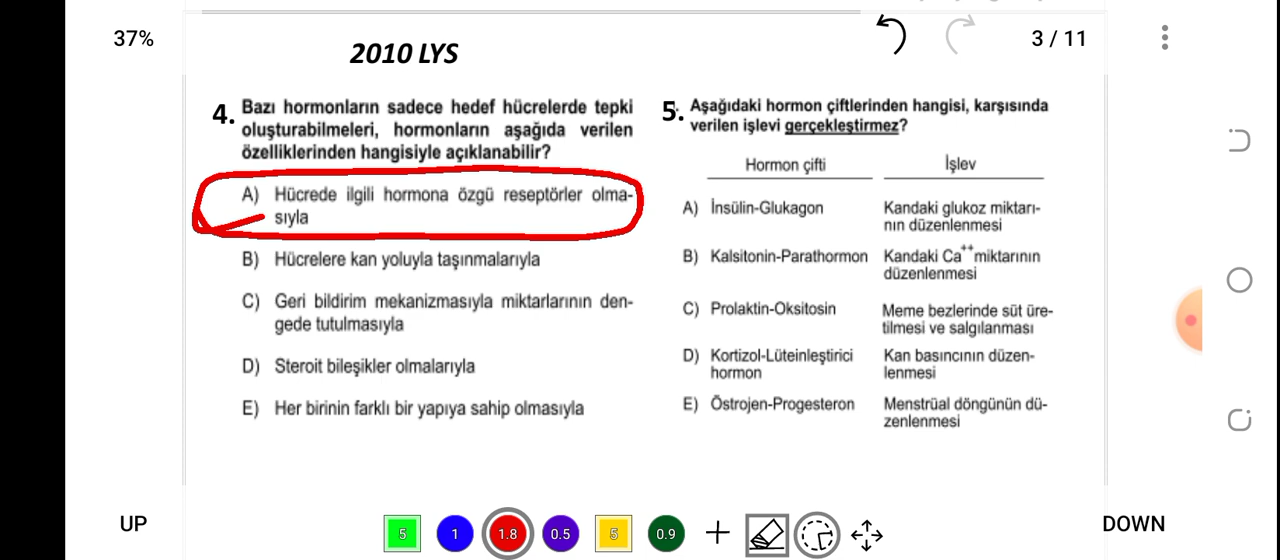 37%
3 / 11
2010 LYS
4. Bazı hormonların sadece hedef hücrelerde tepki
oluşturabilmeleri, hormonların aşağıda verilen
özelliklerinden hangisiyle açıklanabilir?
A) Hücrede ilgili hormona özgü reseptörler olma-
sıyla
B) Hücrelere kan yoluyla taşınmalarıyla
C) Geri bildirim mekanizmasıyla miktarlarının den-
gede tutulmasıyla
D) Steroit bileşikler olmalarıyla
E) Her birinin farklı bir yapıya sahip olmasıyla
5. Aşağıdaki hormon çiftlerinden hangisi, karşısında
verilen işlevi gerçekleştirmez?
Hormon çifti İşlev
A) İnsülin-Glukagon Kandaki glukoz miktarı-
nın düzenlenmesi
B) Kalsitonin-Parathormon Kandaki Ca++ miktarının
düzenlenmesi
C) Prolaktin-Oksitosin Meme bezlerinde süt üre-
tilmesi ve salgılanması
D) Kortizol-Lüteinleştirici Kan basıncının düzen-
hormon lenmesi
E) Östrojen-Progesteron Menstrüal döngünün dü-
zenlenmesi
UP
5 1 1.8 0.5 5 0.9
DOWN